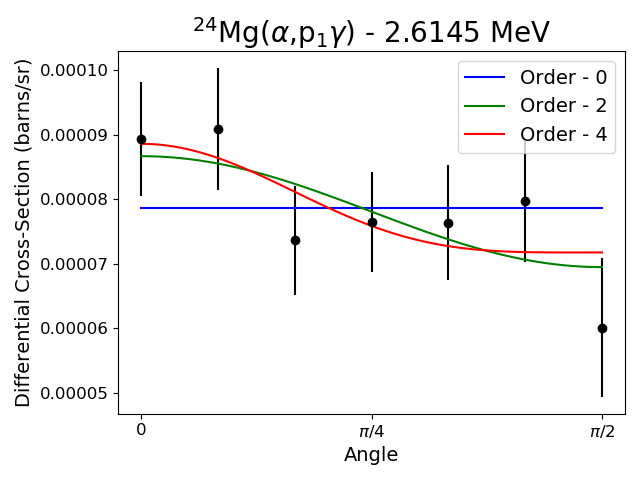 ²⁴Mg(α,p₁γ) - 2.6145 MeV
Differential Cross-Section (barns/sr)
0.00010
0.00009
0.00008
0.00007
0.00006
0.00005
Order - 0
Order - 2
Order - 4
0
π/4
π/2
Angle